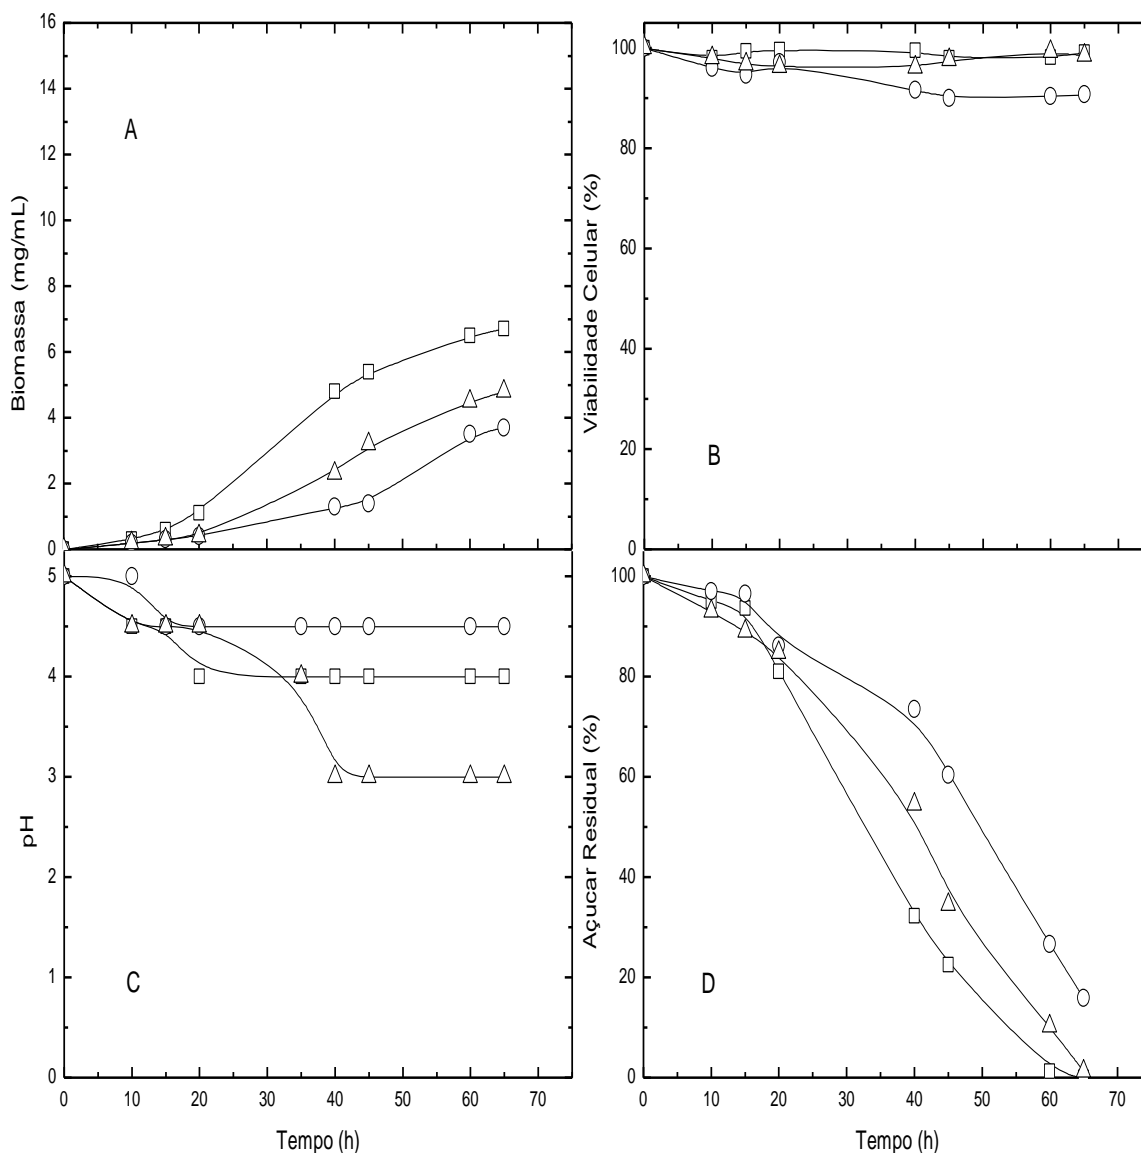 16
14
12
10
8
6
4
2
0
Biomassa (mg/mL)
A
100
80
60
40
20
0
Viabilidade Celular (%)
B
5
4
3
2
1
0
pH
C
0 10 20 30 40 50 60 70
Tempo (h)
100
80
60
40
20
0
Açucar Residual (%)
D
0 10 20 30 40 50 60 70
Tempo (h)